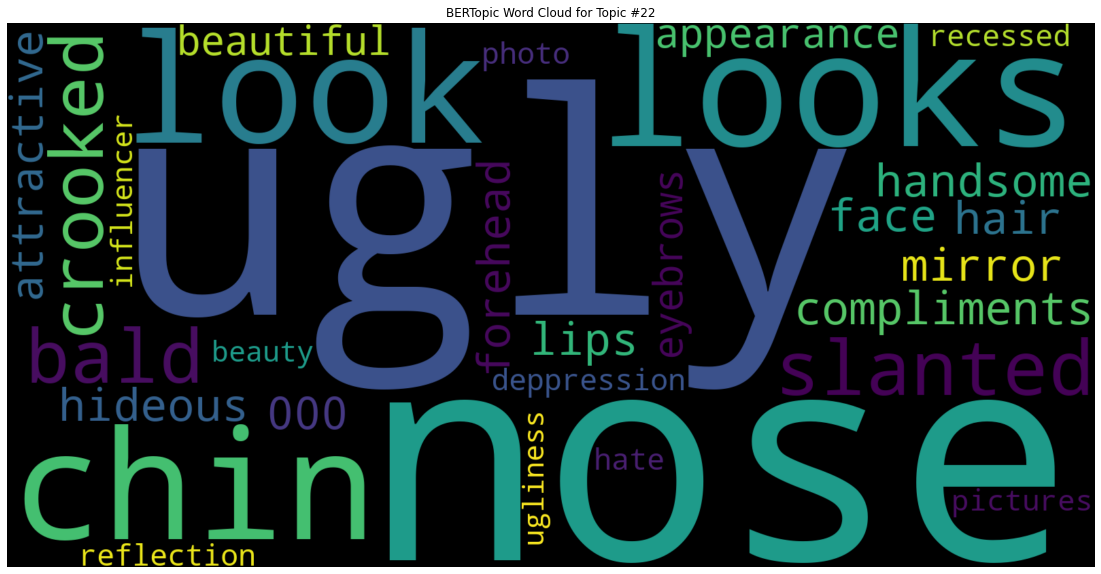 BERTopic Word Cloud for Topic #22
beautiful
look
photo
appearance
looks
recessed
attractive
crooked
influencer
ugly
forehead
eyebrows
handsome
face
hair
mirror
compliments
lips
bald
beauty
deppression
slanted
hideous
OOO
chin
nose
ugliness
hate
pictures
reflection